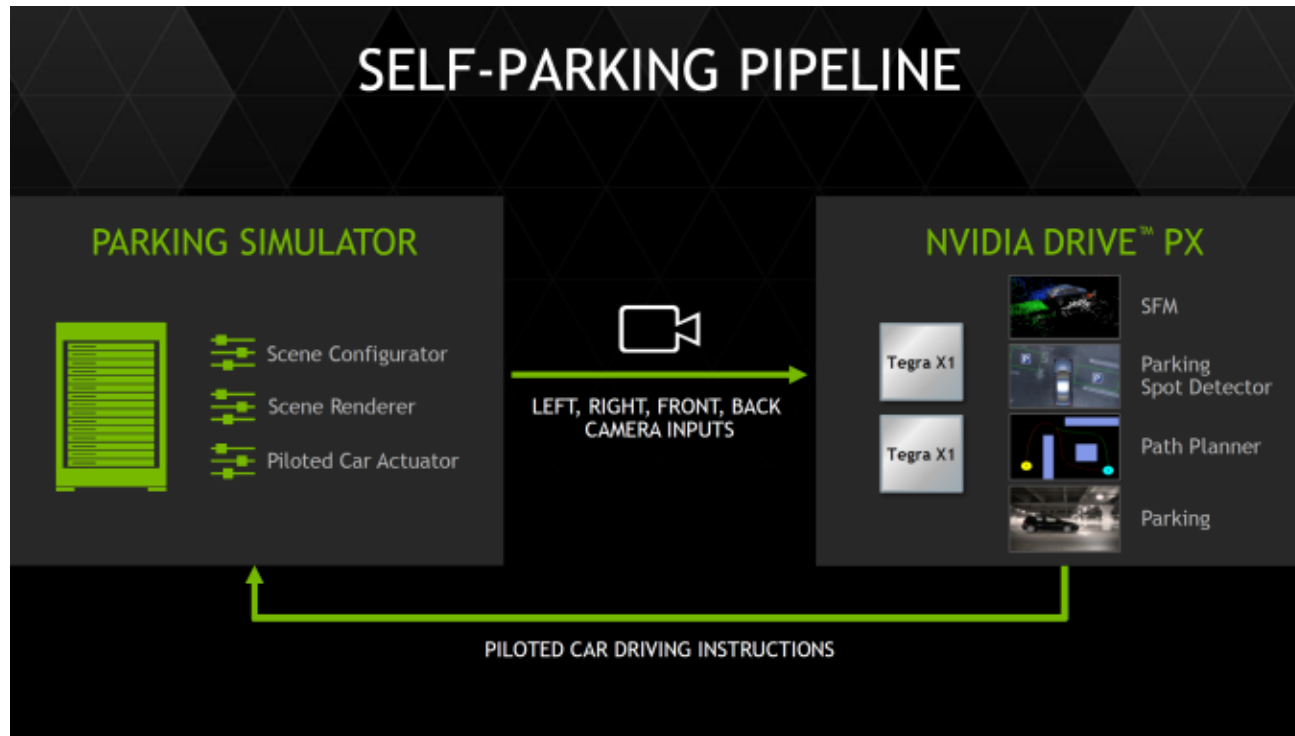 SELF-PARKING PIPELINE
PARKING SIMULATOR
Scene Configurator
Scene Renderer
Piloted Car Actuator
LEFT, RIGHT, FRONT, BACK
CAMERA INPUTS
NVIDIA DRIVE™ PX
Tegra X1
Tegra X1
SFM
P
P
Parking
Spot Detector
Path Planner
Parking
PILOTED CAR DRIVING INSTRUCTIONS